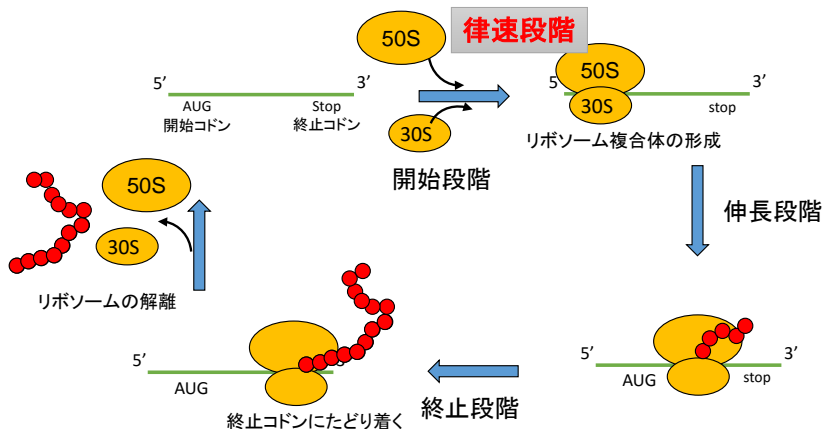 50S
律速段階
5’
3’
AUG
開始コドン
Stop
終止コドン
30S
開始段階
50S
5’
30S
stop
リボソーム複合体の形成
伸長段階
50S
30S
リボソームの解離
5’
3’
AUG
stop
終止段階
5’
AUG
終止コドンにたどり着く